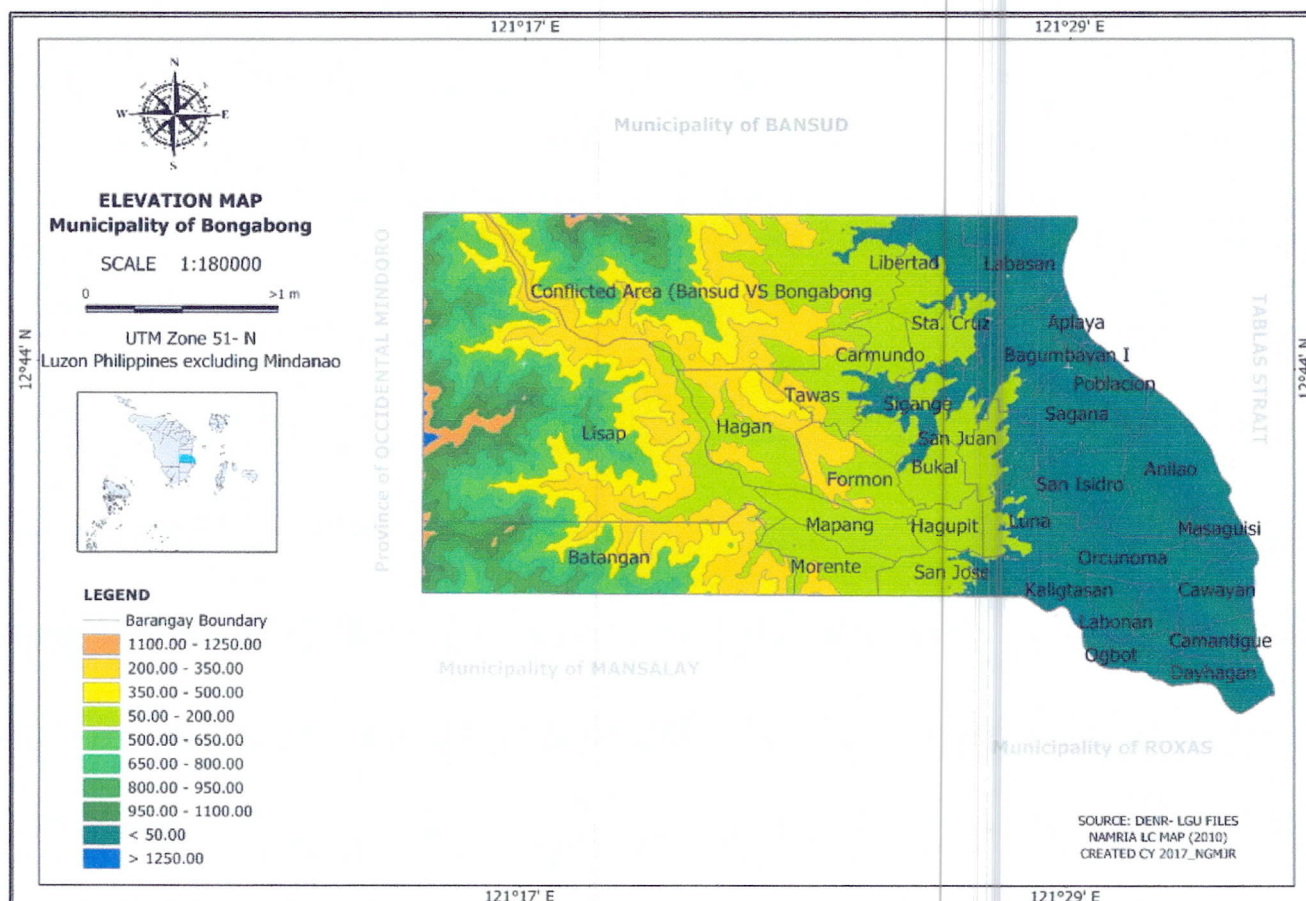 121°17' E
121°29' E
N
W
E
S
ELEVATION MAP
Municipality of Bongabong
SCALE 1:180000
0 >1 m
UTM Zone 51- N
Luzon Philippines excluding Mindanao
12°44' N
12°44' N
LEGEND
Barangay Boundary
1100.00 - 1250.00
200.00 - 350.00
350.00 - 500.00
50.00 - 200.00
500.00 - 650.00
650.00 - 800.00
800.00 - 950.00
950.00 - 1100.00
< 50.00
> 1250.00
Municipality of BANSUD
Province of OCCIDENTAL MINDORO
TABLAS STRAIT
Libertad
Labasan
Conflicted Area (Bansud VS Bongabong
Sta. Cruz
Aplaya
Carmundo
Bagumbayan I
Poblacion
Tawas
Sigange
Sagana
Hagan
Lisap
San Juan
Bukal
Anilao
Formon
San Isidro
Mapang
Hagupit
Luna
Masaguisi
Batangan
Morente
San Jose
Orcunoma
Kaligtasan
Cawayan
Labonan
Camantigue
Ogbot
Dayhagan
Municipality of MANSALAY
Municipality of ROXAS
SOURCE: DENR- LGU FILES
NAMRIA LC MAP (2010)
CREATED CY 2017_NGMJR
121°17' E
121°29' E